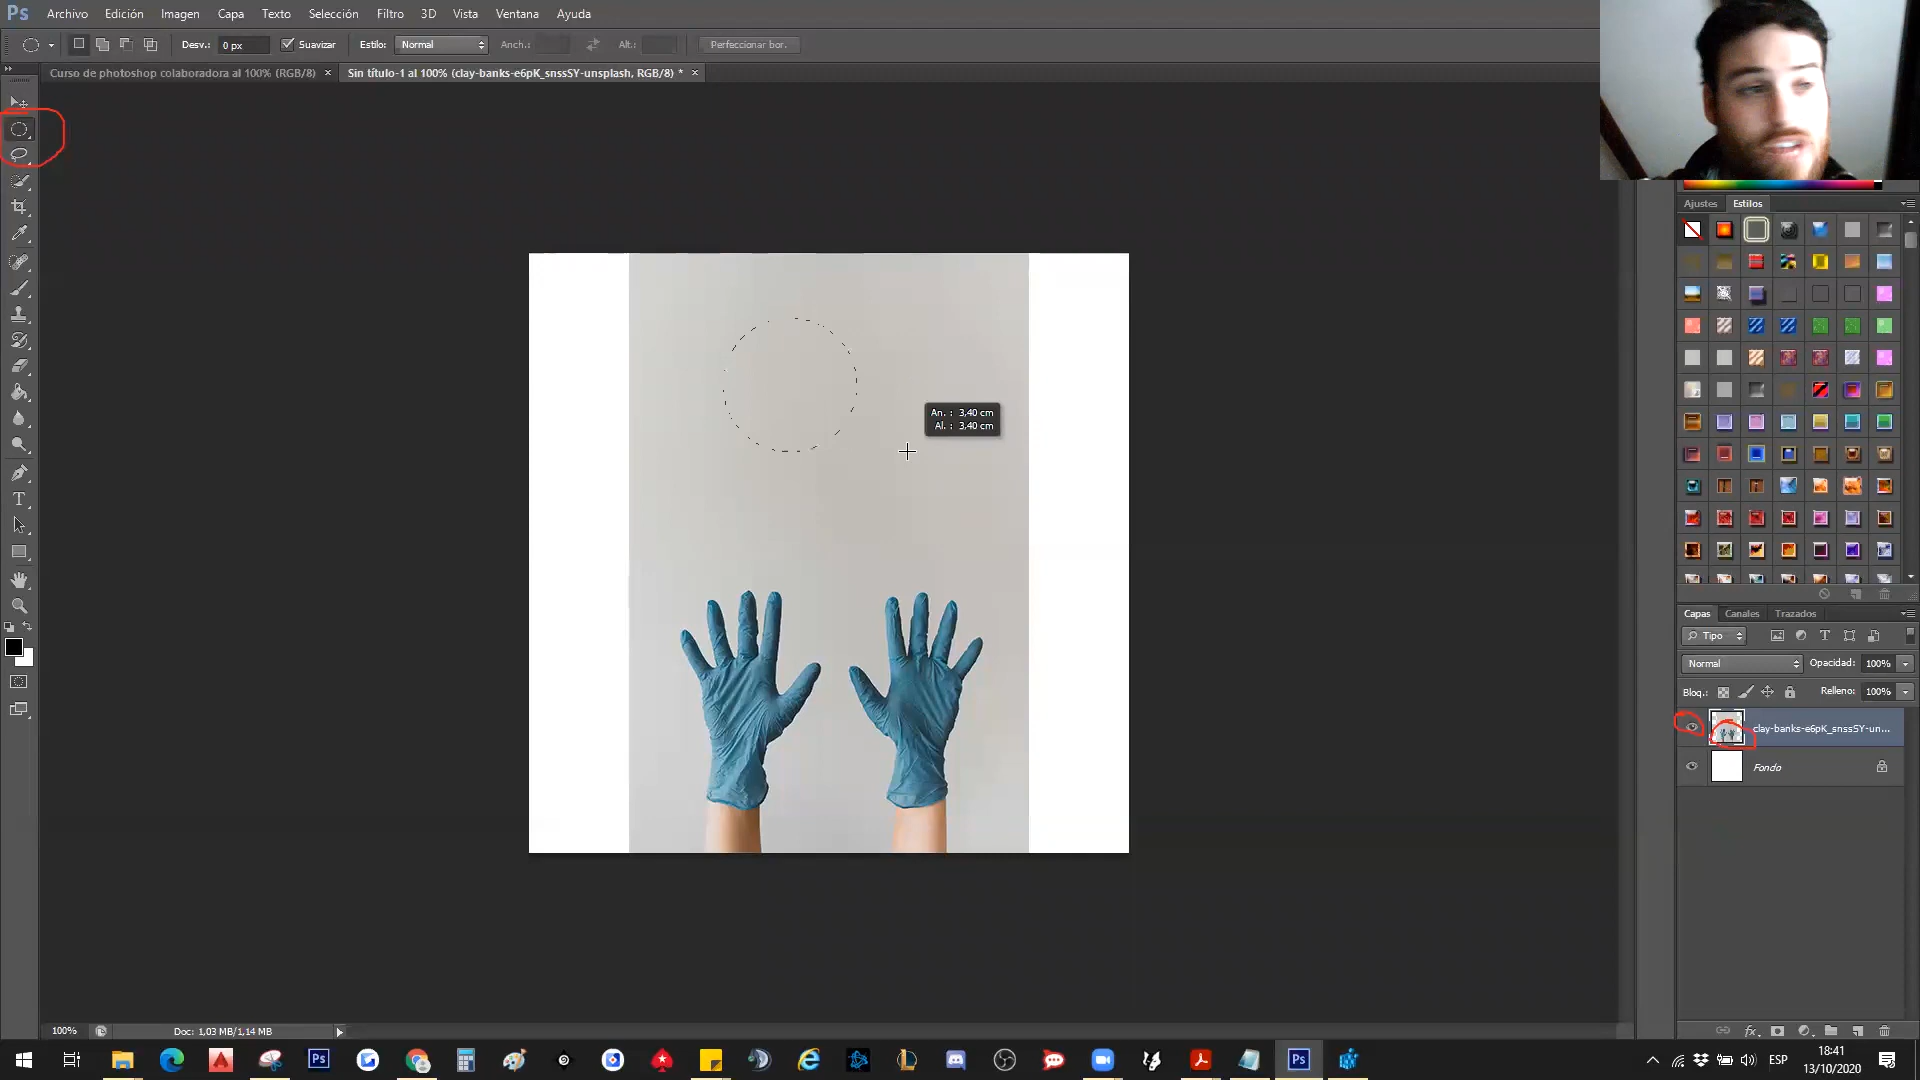 Ps Archivo Edición Imagen Capa Texto Selección Filtro 3D Vista Ventana Ayuda
Desv.: 0 px Suavizar Estilo: Normal Anch.: Alt.: Perfeccionar bor.
Curso de photoshop colaboradora al 100% (RGB/8) × Sin título-1 al 100% (clay-banks-e6pK_snssSY-unsplash, RGB/8) * ×
Ajustes Estilos
An. : 3,40 cm
Al. : 3,40 cm
Capas Canales Trazados
Tipo
Normal Opacidad: 100%
Bloq.: Relleno: 100%
clay-banks-e6pK_snssSY-un...
Fondo
100% Doc: 1,03 MB/1,14 MB
ESP
18:41
13/10/2020